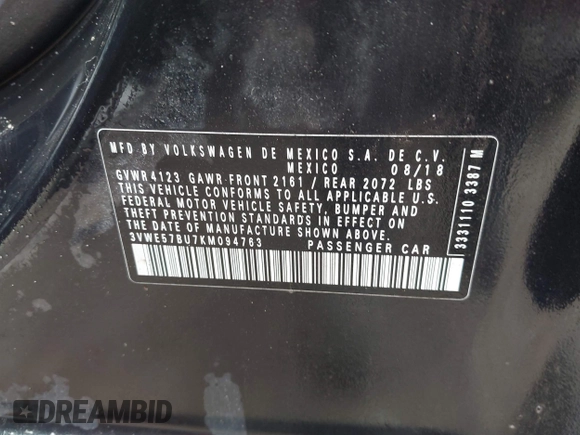 MFD BY VOLKSWAGEN DE MEXICO S.A. DE C.V.
MEXICO 08/18
GVWR 4123 GAWR FRONT 2161 / REAR 2072 LBS
THIS VEHICLE CONFORMS TO ALL APPLICABLE U.S.
FEDERAL MOTOR VEHICLE SAFETY, BUMPER AND
THEFT PREVENTION STANDARDS IN EFFECT ON
THE DATE OF MANUFACTURE SHOWN ABOVE.
3VWE57BU7KM094763 PASSENGER CAR
3331110 3387 M
DREAMBID